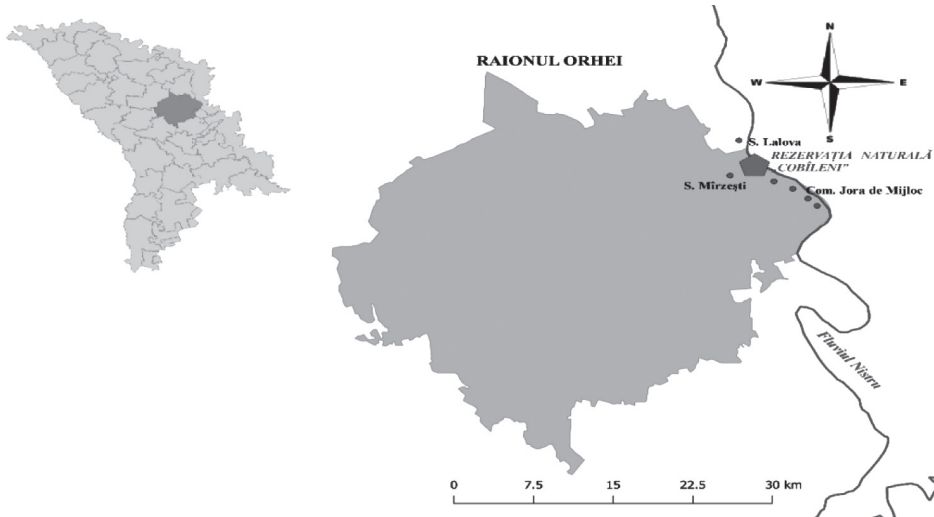 RAIONUL ORHEI
N
W
E
S
S. Lalova
REZERVAȚIA NATURALĂ
COBÎLENI”
S. Mîrzești
Com. Jora de Mijloc
Fluviul Nistru
0 7.5 15 22.5 30 km